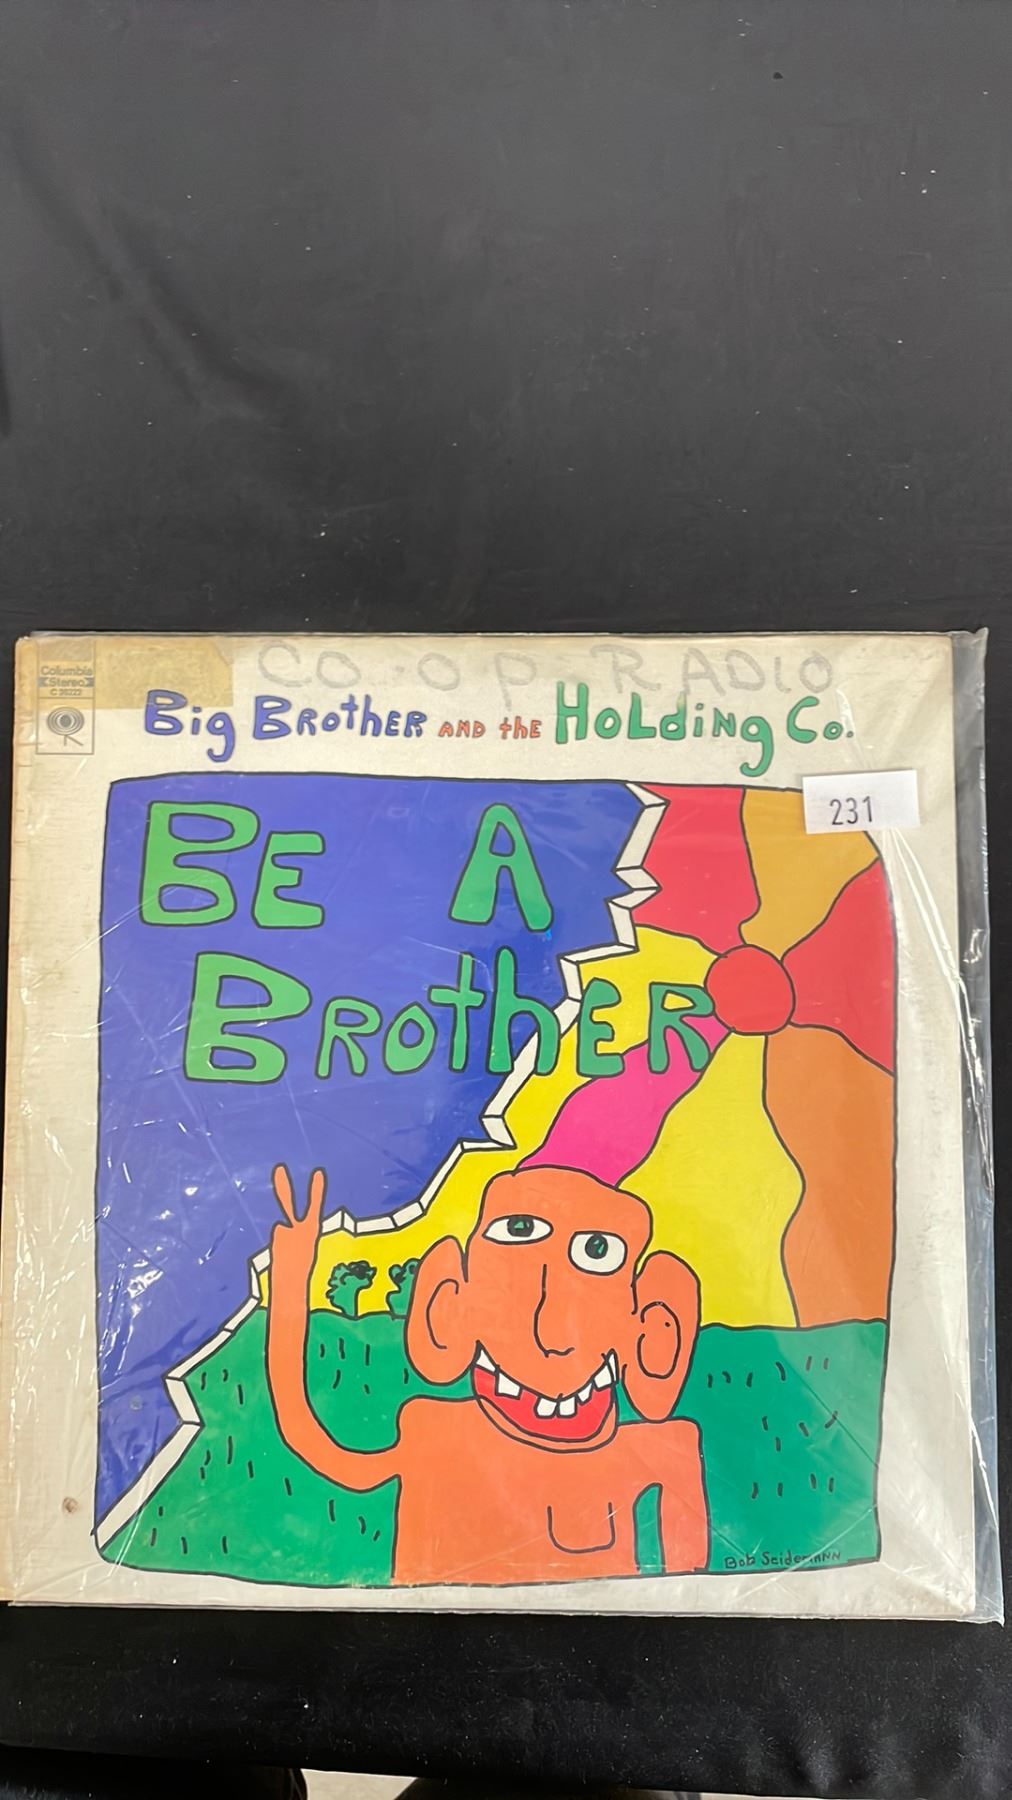 CO-OP RADIO
Columbia
Stereo
C 30222
Big Brother AND the Holding Co.
231
BE A
BROthER
Bob SeidemANN